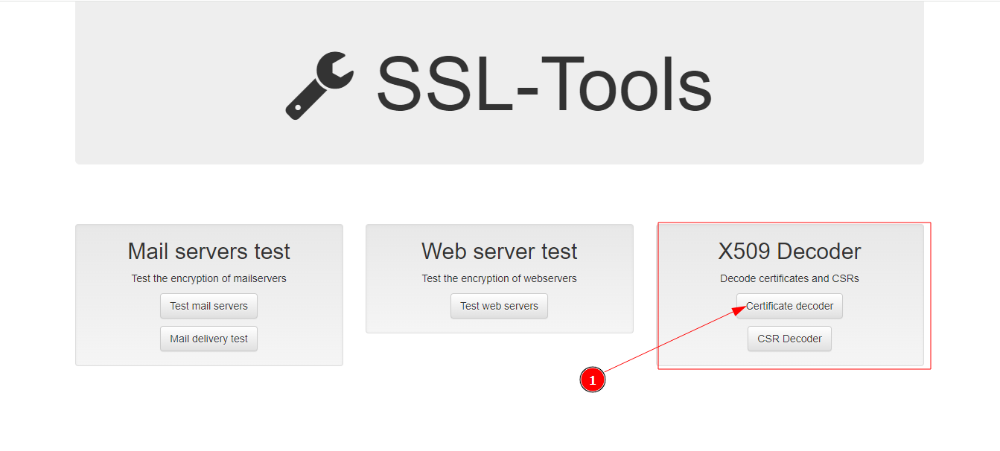 SSL-Tools
Mail servers test
Test the encryption of mailservers
Test mail servers
Mail delivery test
Web server test
Test the encryption of webservers
Test web servers
X509 Decoder
Decode certificates and CSRs
Certificate decoder
CSR Decoder
1